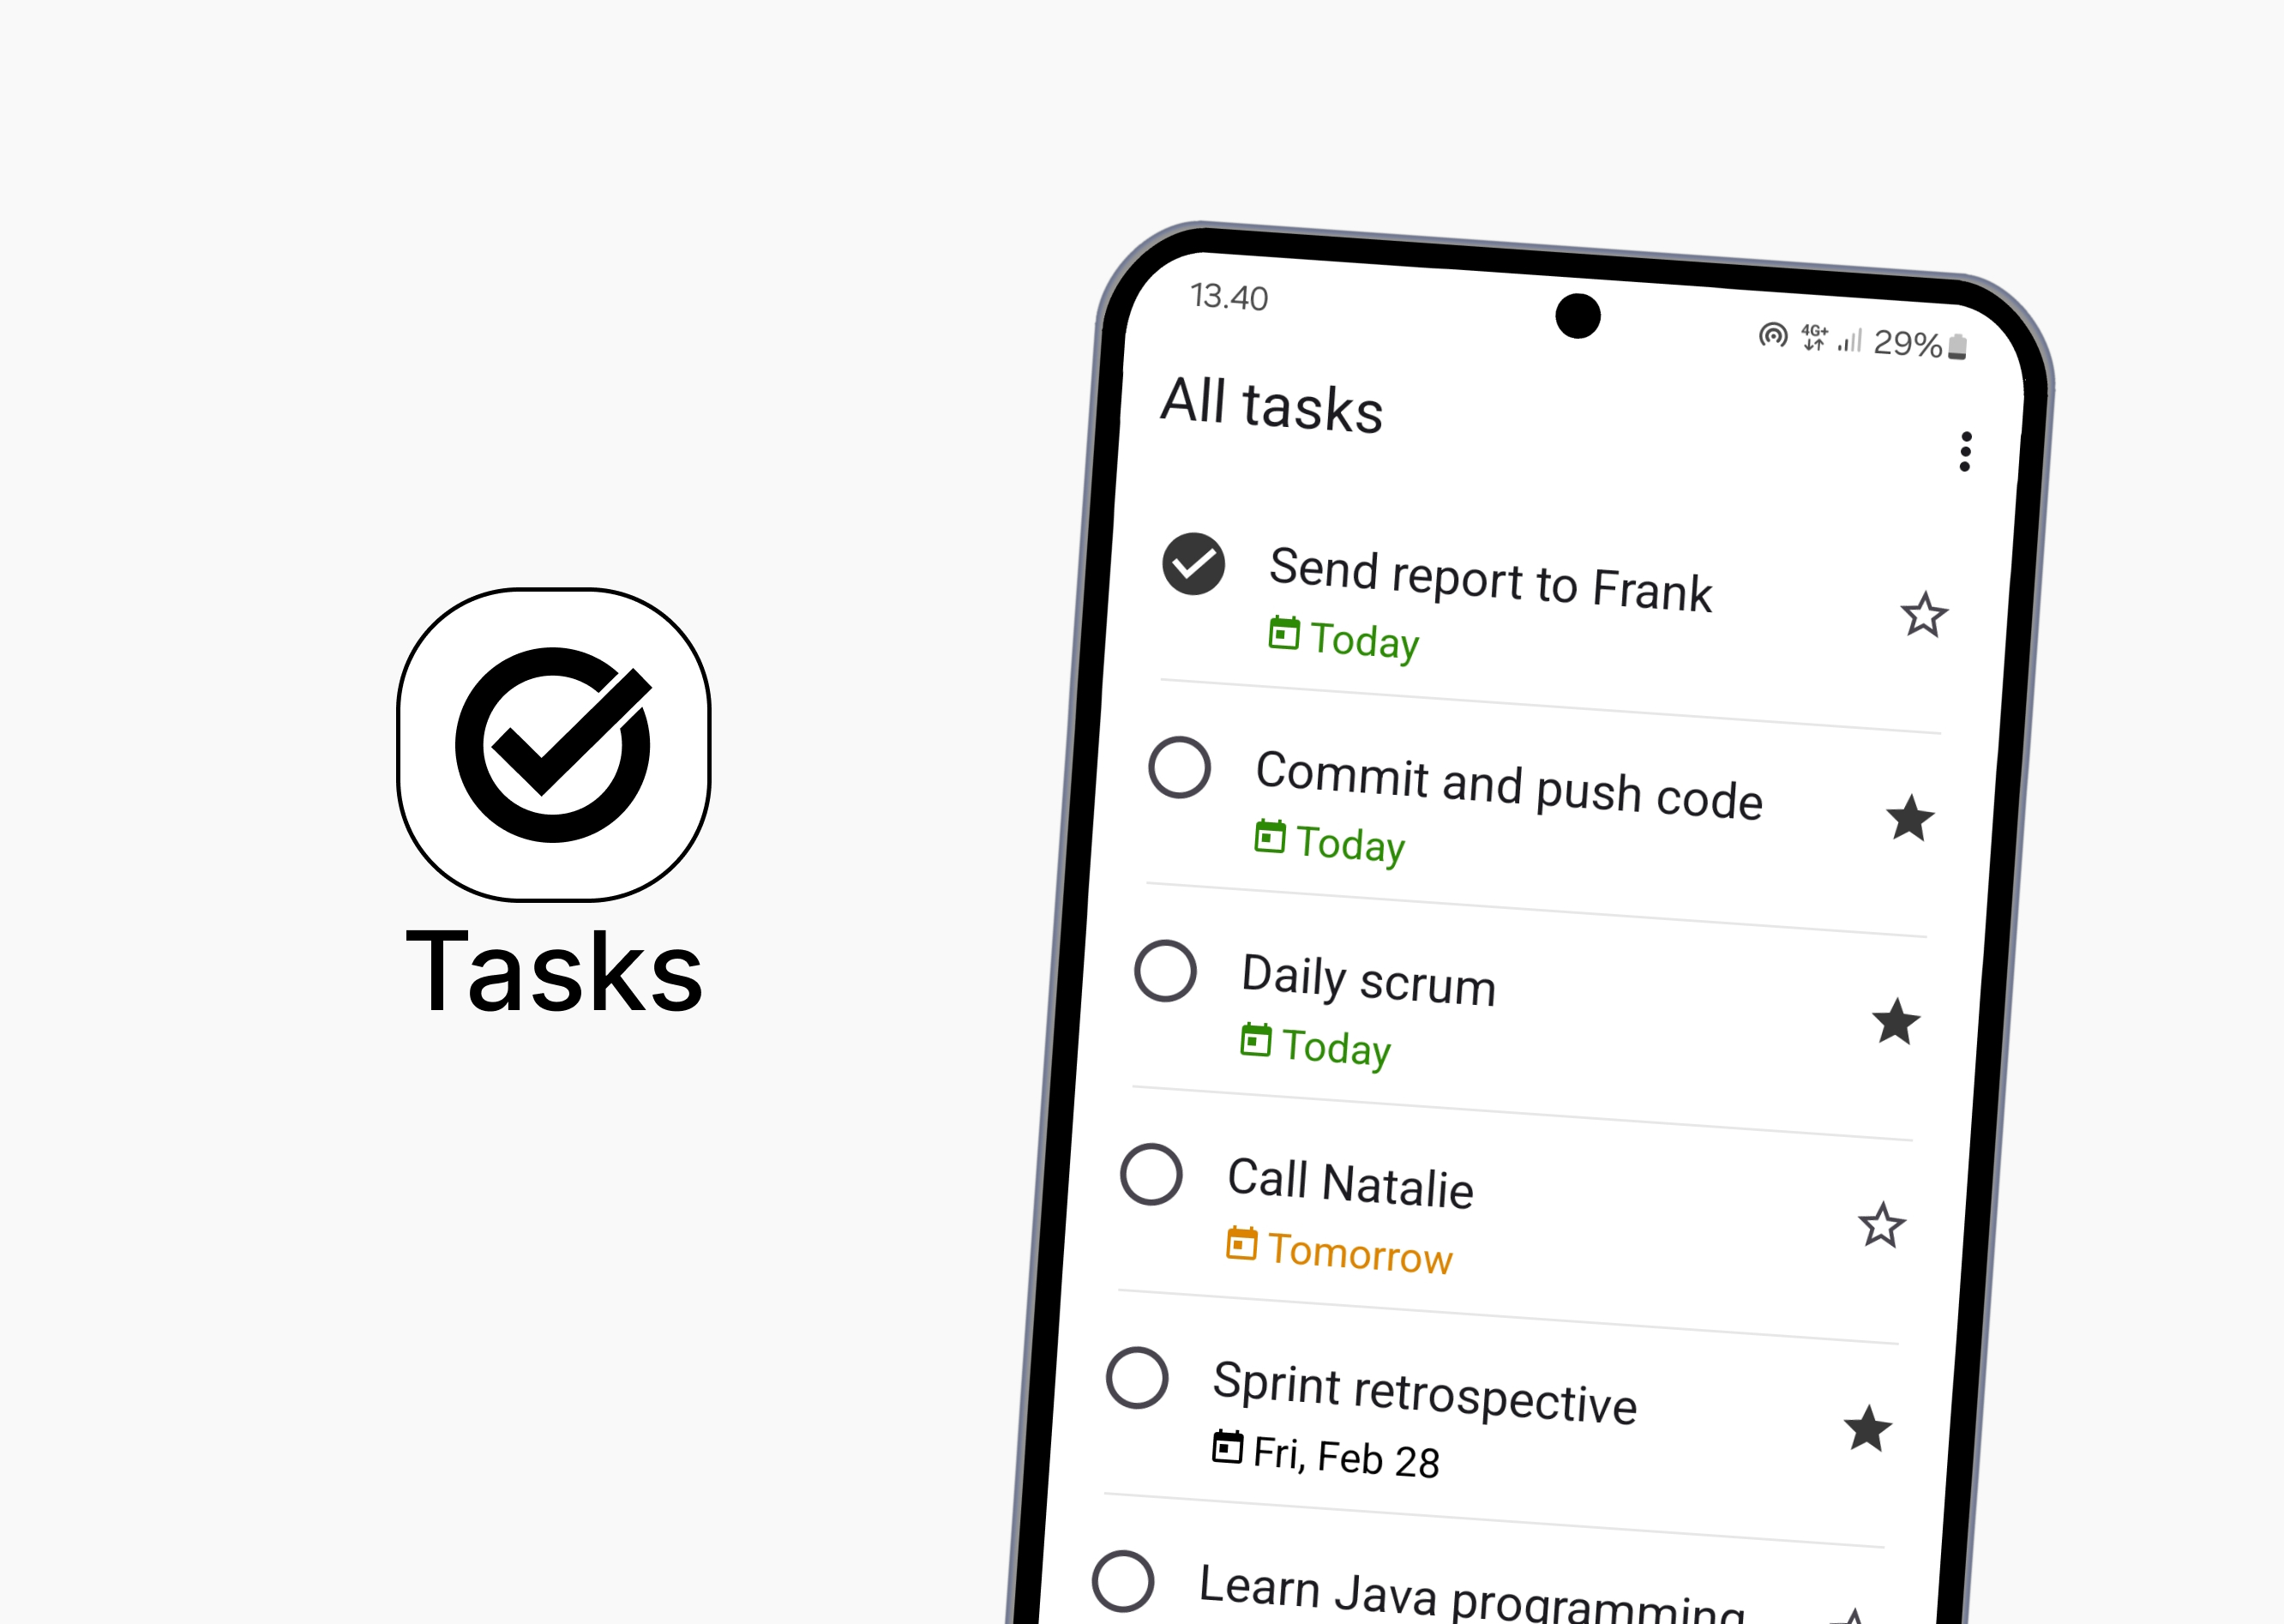 Tasks
13.40
4G+
29%
All tasks
Send report to Frank
Today
Commit and push code
Today
Daily scrum
Today
Call Natalie
Tomorrow
Sprint retrospective
Fri, Feb 28
Learn Java programming